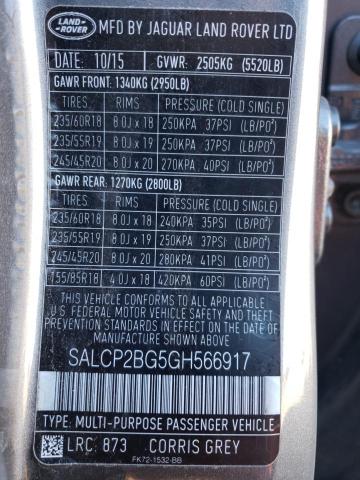 LAND-
ROVER
MFD BY JAGUAR LAND ROVER LTD
DATE: 10/15 GVWR: 2505KG (5520LB)
GAWR FRONT: 1340KG (2950LB)
TIRES RIMS PRESSURE (COLD SINGLE)
235/60R18 8.0J x 18 250KPA 37PSI (LB/PO²)
235/55R19 8.0J x 19 250KPA 37PSI (LB/PO²)
245/45R20 8.0J x 20 270KPA 40PSI (LB/PO²)
GAWR REAR: 1270KG (2800LB)
TIRES RIMS PRESSURE (COLD SINGLE)
235/60R18 8.0J x 18 240KPA 35PSI (LB/PO²)
235/55R19 8.0J x 19 250KPA 37PSI (LB/PO²)
245/45R20 8.0J x 20 280KPA 41PSI (LB/PO²)
155/85R18 4.0J x 18 420KPA 60PSI (LB/PO²)
THIS VEHICLE CONFORMS TO ALL APPLICABLE
U.S. FEDERAL MOTOR VEHICLE SAFETY
STANDARDS IN EFFECT ON THE DATE
OF MANUFACTURE SHOWN ABOVE
SALCP2BG5GH566917
TYPE: MULTI-PURPOSE PASSENGER VEHICLE
LRC: 873 CORRIS GREY
FK72-1532-BB